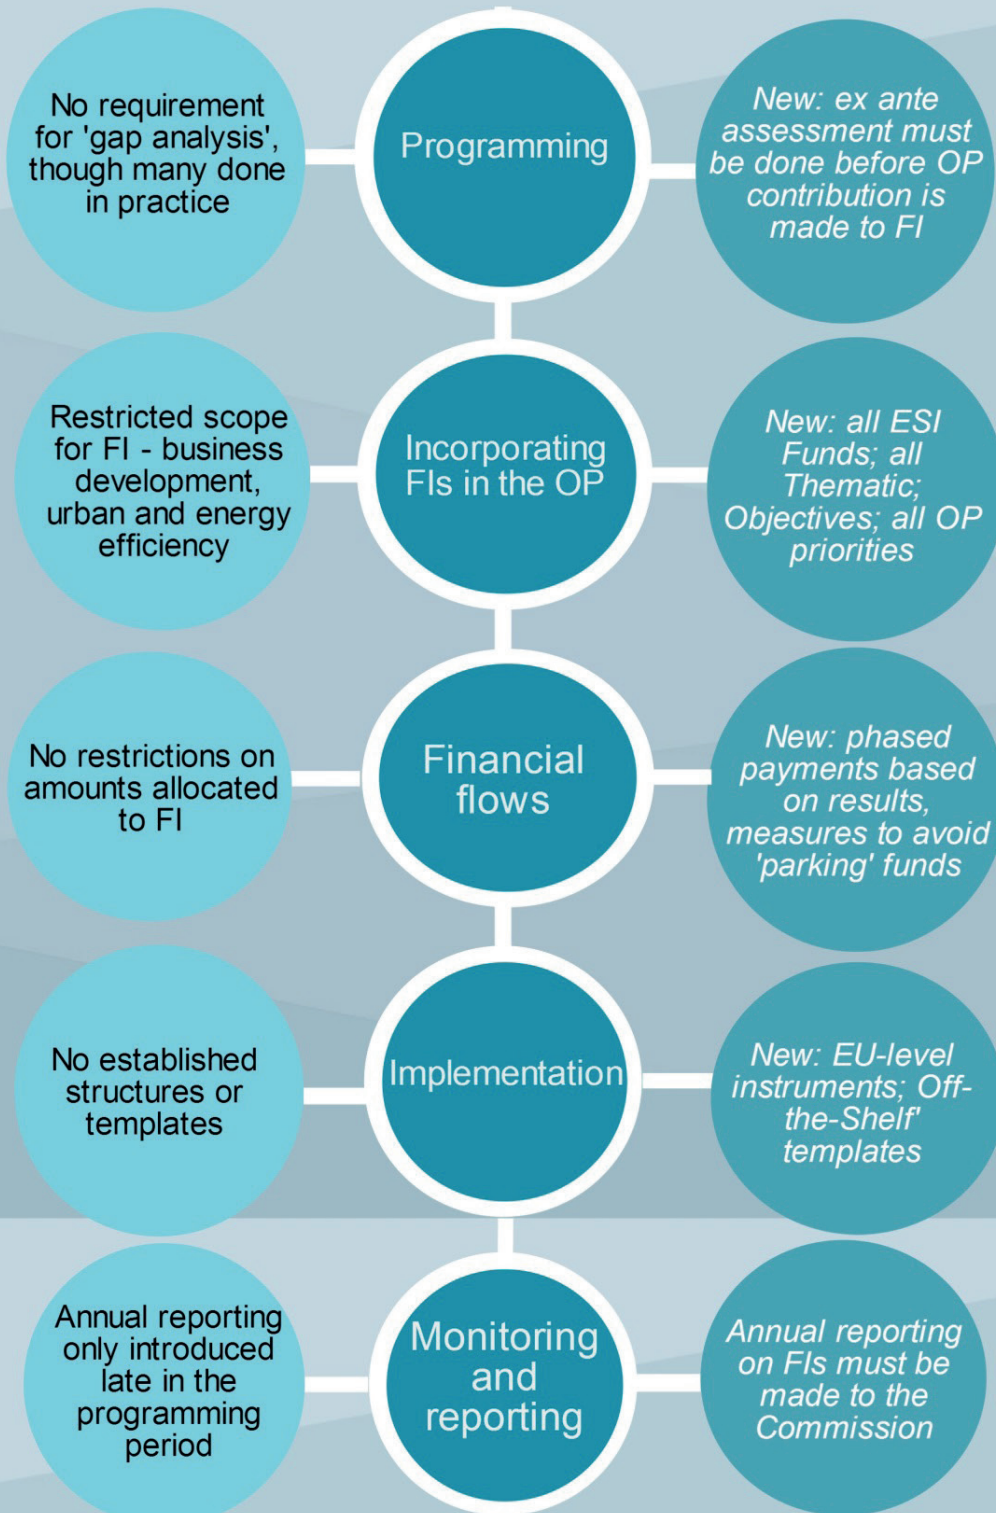 No requirement
for 'gap analysis',
though many done
in practice
Programming
New: ex ante
assessment must
be done before OP
contribution is
made to FI
Restricted scope
for FI - business
development,
urban and energy
efficiency
Incorporating
FIs in the OP
New: all ESI
Funds; all
Thematic;
Objectives; all OP
priorities
No restrictions on
amounts allocated
to FI
Financial
flows
New: phased
payments based
on results,
measures to avoid
'parking' funds
No established
structures or
templates
Implementation
New: EU-level
instruments; Off-
the-Shelf'
templates
Annual reporting
only introduced
late in the
programming
period
Monitoring
and
reporting
Annual reporting
on FIs must be
made to the
Commission